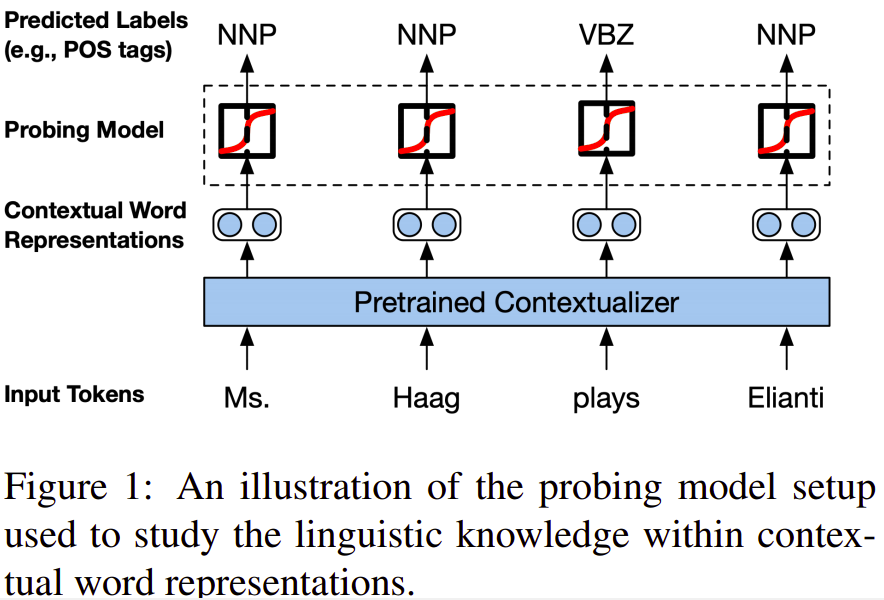 Predicted Labels
(e.g., POS tags)
NNP NNP VBZ NNP
Probing Model
Contextual Word
Representations
Pretrained Contextualizer
Input Tokens
Ms. Haag plays Elianti
Figure 1: An illustration of the probing model setup
used to study the linguistic knowledge within contex-
tual word representations.